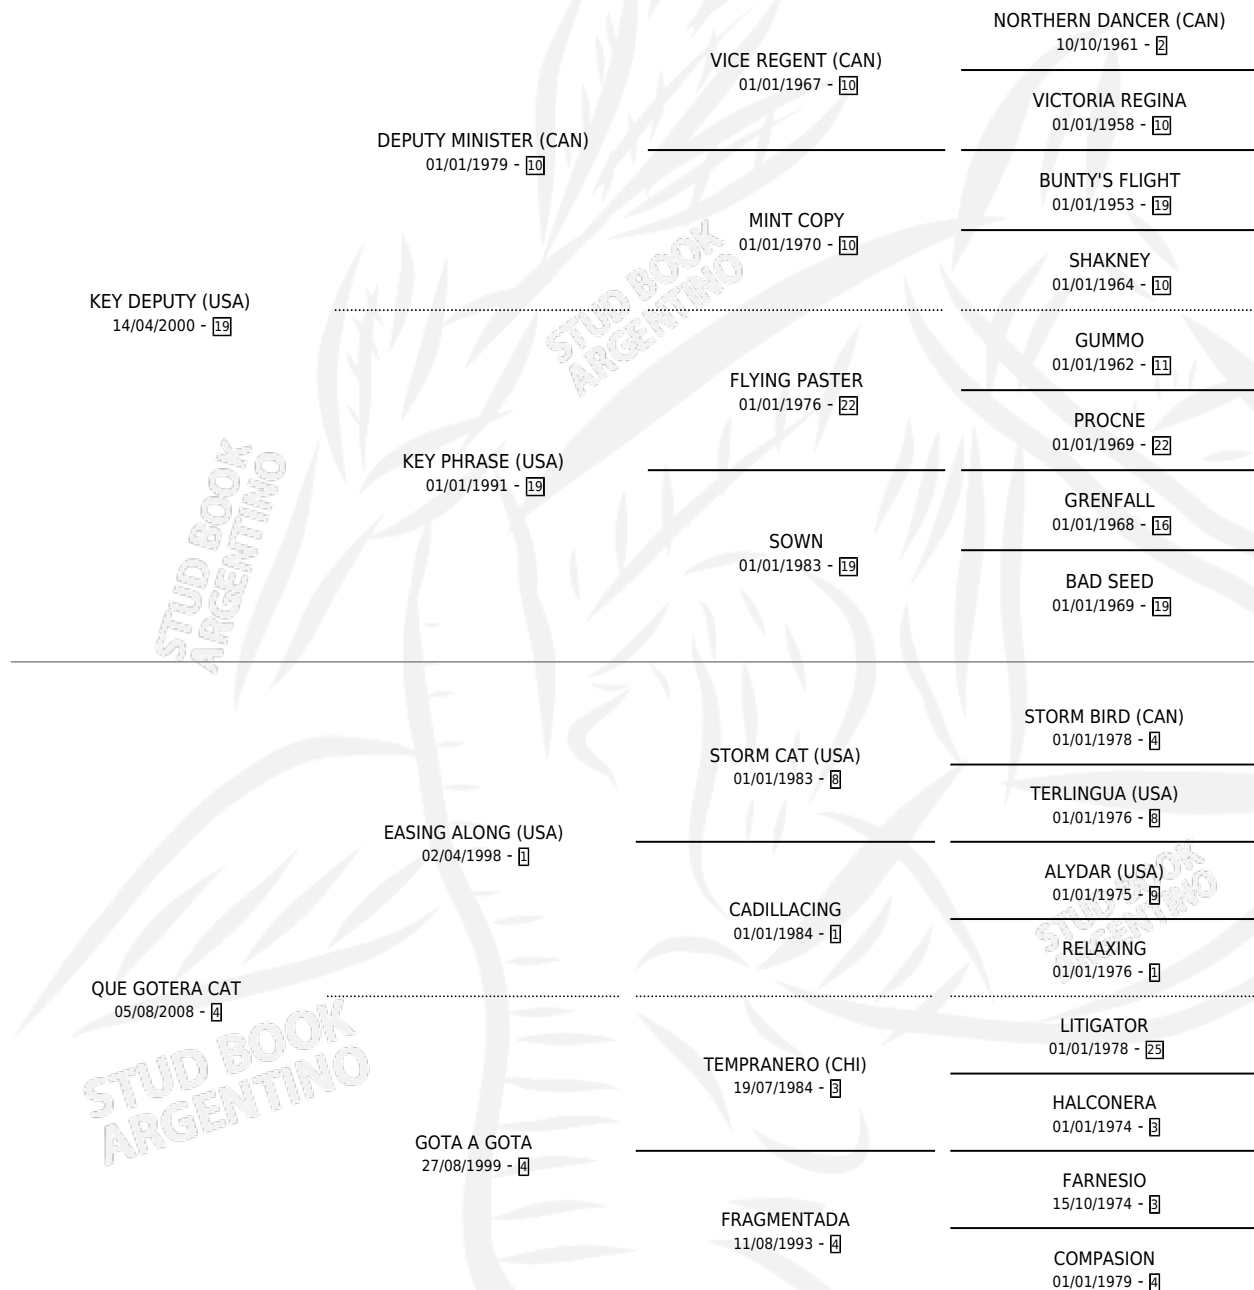 NORTHERN DANCER (CAN)
10/10/1961 - 2
VICE REGENT (CAN)
01/01/1967 - 10
VICTORIA REGINA
01/01/1958 - 10
DEPUTY MINISTER (CAN)
01/01/1979 - 10
BUNTY'S FLIGHT
01/01/1953 - 19
MINT COPY
01/01/1970 - 10
SHAKNEY
01/01/1964 - 10
KEY DEPUTY (USA)
14/04/2000 - 19
GUMMO
01/01/1962 - 11
FLYING PASTER
01/01/1976 - 22
PROCNE
01/01/1969 - 22
KEY PHRASE (USA)
01/01/1991 - 19
GRENFALL
01/01/1968 - 16
SOWN
01/01/1983 - 19
BAD SEED
01/01/1969 - 19
STORM BIRD (CAN)
01/01/1978 - 4
STORM CAT (USA)
01/01/1983 - 8
TERLINGUA (USA)
01/01/1976 - 8
EASING ALONG (USA)
02/04/1998 - 1
ALYDAR (USA)
01/01/1975 - 9
CADILLACING
01/01/1984 - 1
RELAXING
01/01/1976 - 1
QUE GOTERA CAT
05/08/2008 - 4
LITIGATOR
01/01/1978 - 25
TEMPRANERO (CHI)
19/07/1984 - 3
HALCONERA
01/01/1974 - 3
GOTA A GOTA
27/08/1999 - 4
FARNESIO
15/10/1974 - 3
FRAGMENTADA
11/08/1993 - 4
COMPASION
01/01/1979 - 4
STUD BOOK
ARGENTINO
STUD BOOK
ARGENTINO
STUD BOOK
ARGENTINO
STUD BOOK
ARGENTINO